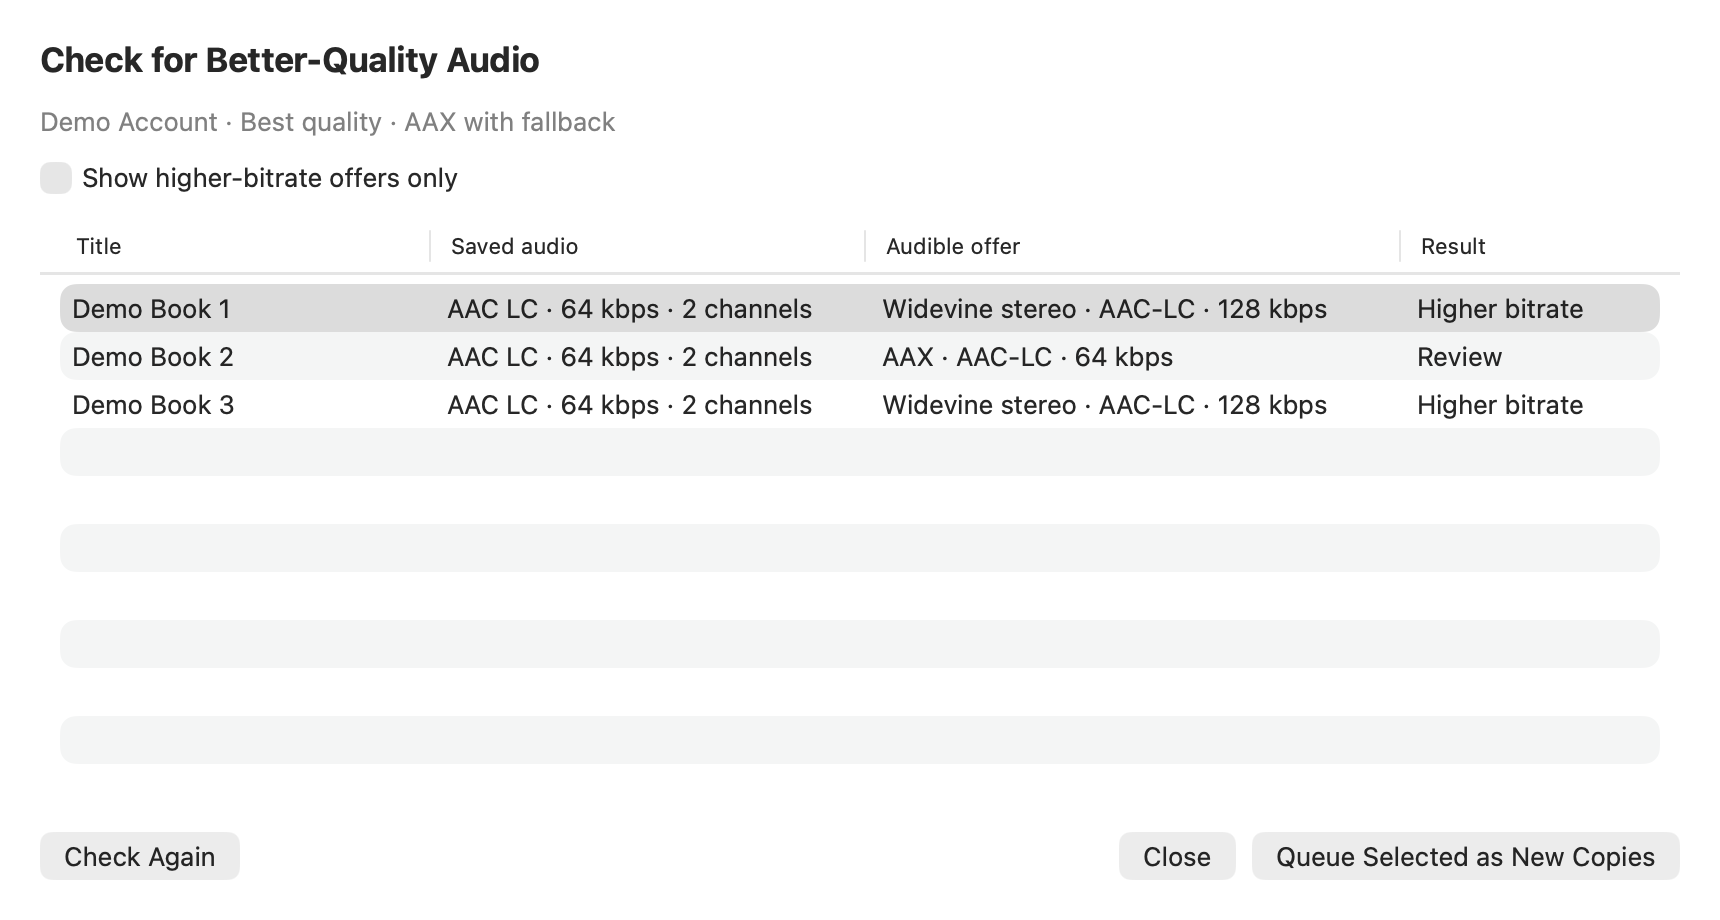 Check for Better-Quality Audio
Demo Account · Best quality · AAX with fallback
Show higher-bitrate offers only
Title Saved audio Audible offer Result
Demo Book 1 AAC LC · 64 kbps · 2 channels Widevine stereo · AAC-LC · 128 kbps Higher bitrate
Demo Book 2 AAC LC · 64 kbps · 2 channels AAX · AAC-LC · 64 kbps Review
Demo Book 3 AAC LC · 64 kbps · 2 channels Widevine stereo · AAC-LC · 128 kbps Higher bitrate
Check Again Close Queue Selected as New Copies